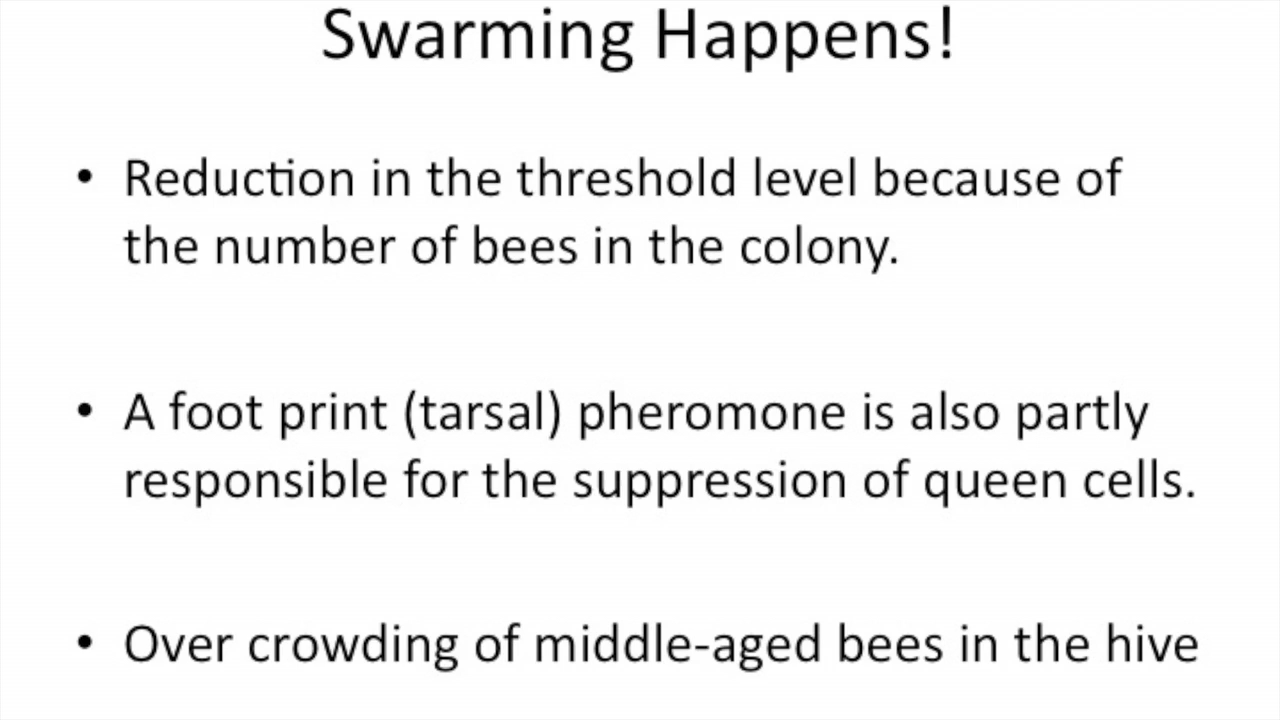 Swarming Happens!
• Reduction in the threshold level because of
the number of bees in the colony.
• A foot print (tarsal) pheromone is also partly
responsible for the suppression of queen cells.
• Over crowding of middle-aged bees in the hive